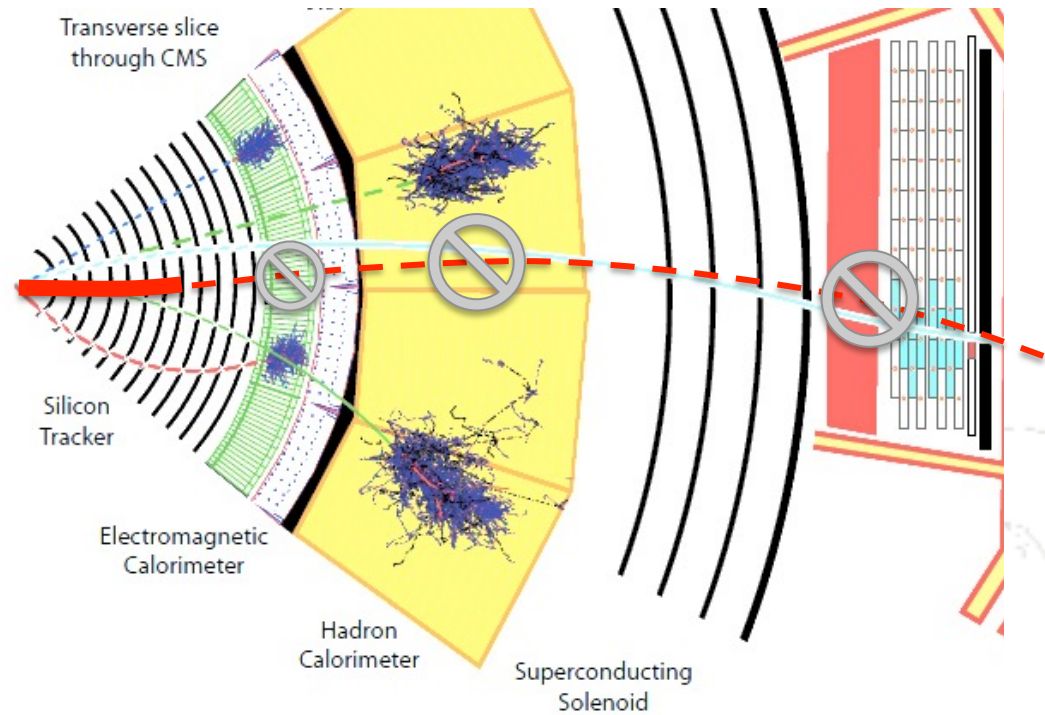 Transverse slice
through CMS
Silicon
Tracker
Electromagnetic
Calorimeter
Hadron
Calorimeter
Superconducting
Solenoid